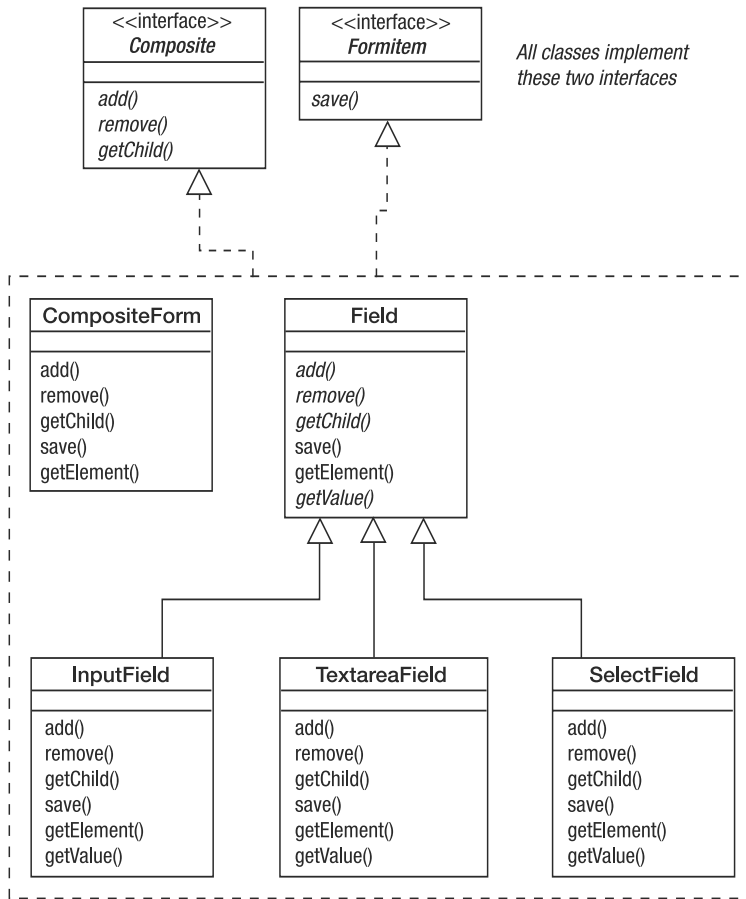 <<interface>>
Composite
add()
remove()
getChild()
<<interface>>
Formitem
save()
All classes implement
these two interfaces
CompositeForm
add()
remove()
getChild()
save()
getElement()
Field
add()
remove()
getChild()
save()
getElement()
getValue()
InputField
add()
remove()
getChild()
save()
getElement()
getValue()
TextareaField
add()
remove()
getChild()
save()
getElement()
getValue()
SelectField
add()
remove()
getChild()
save()
getElement()
getValue()